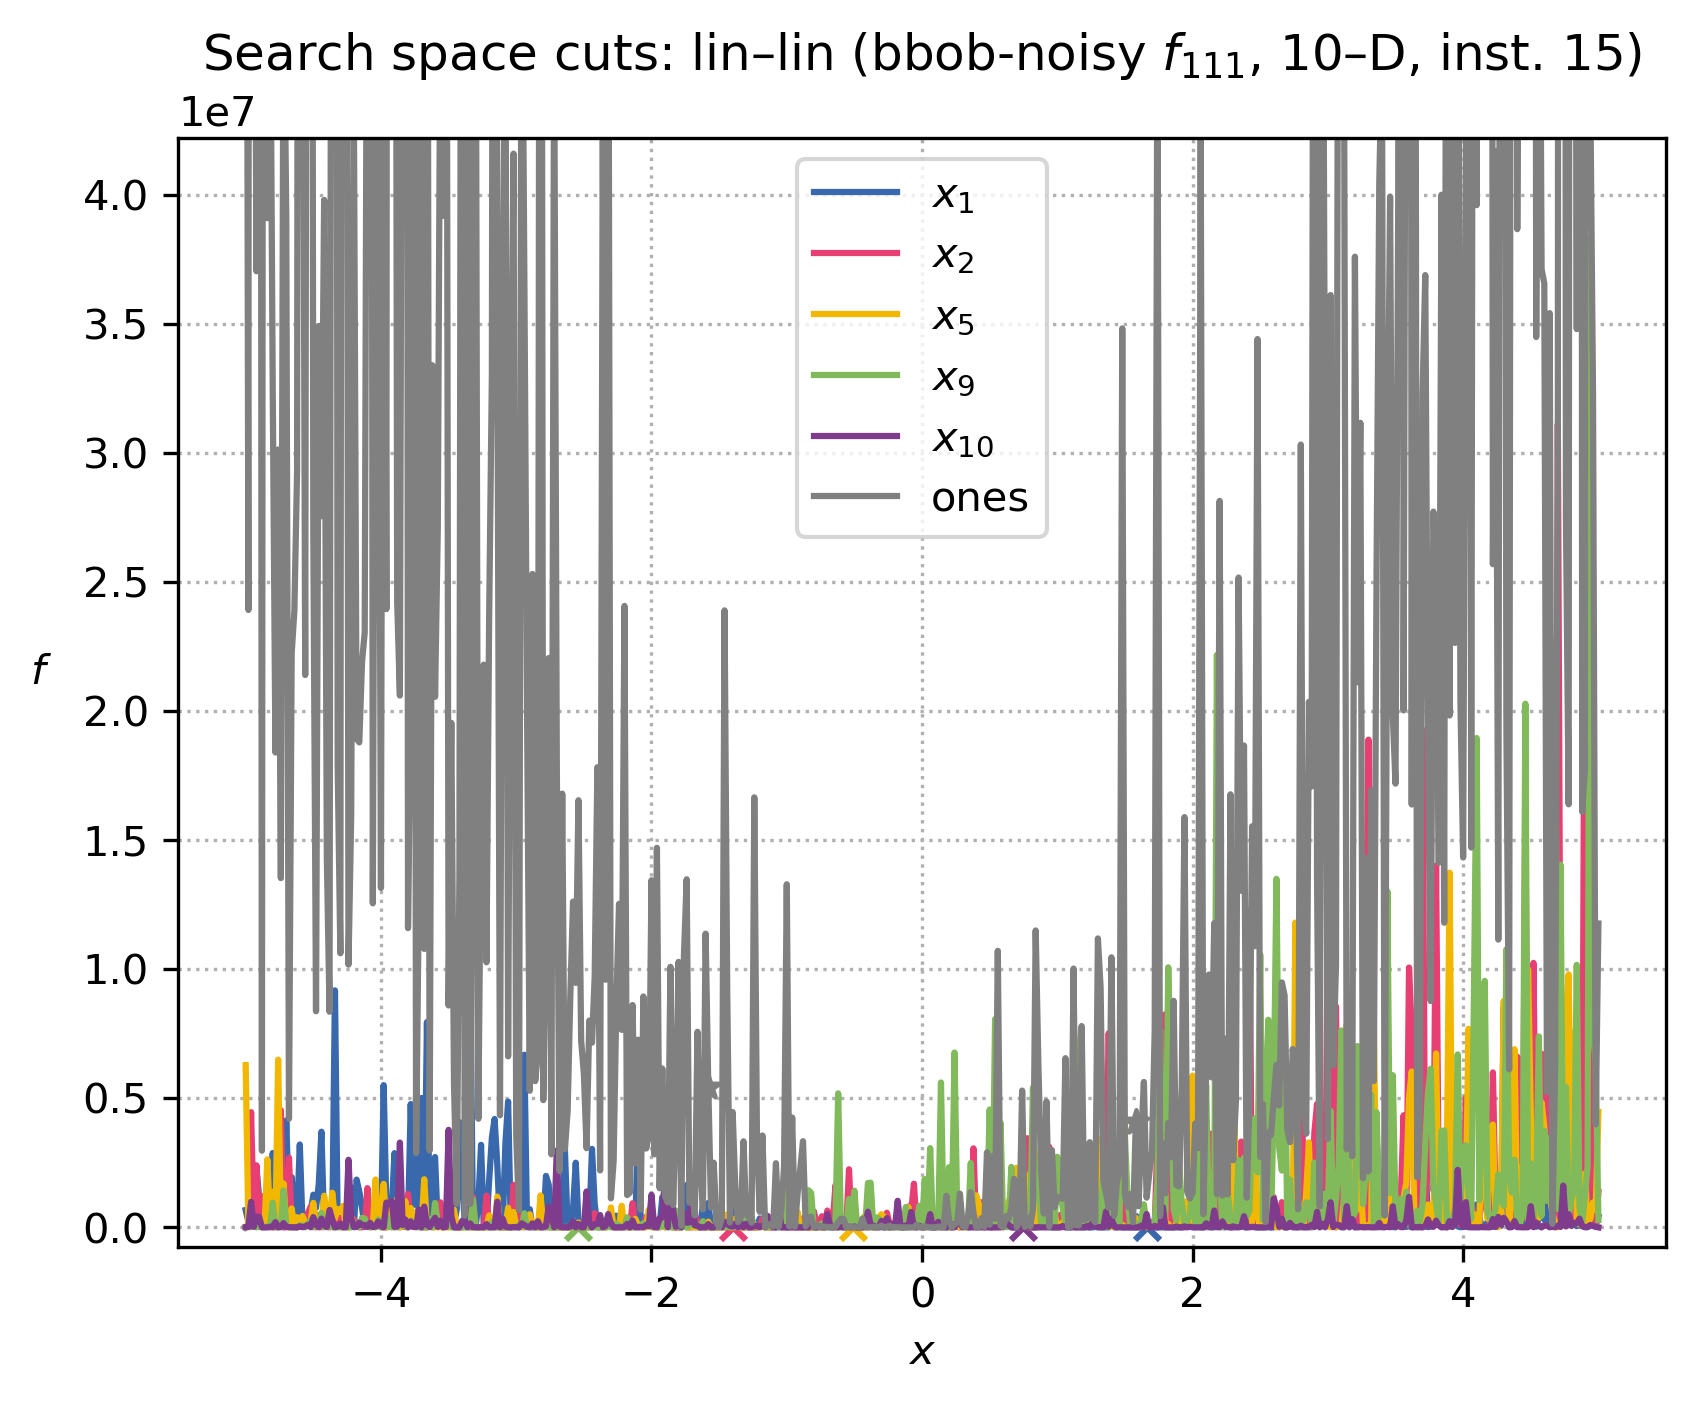 Search space cuts: lin–lin (bbob-noisy f₁₁₁, 10–D, inst. 15)
1e7
4.0
3.5
3.0
2.5
2.0
1.5
1.0
0.5
0.0
f
x₁
x₂
x₅
x₉
x₁₀
ones
−4 −2 0 2 4
x